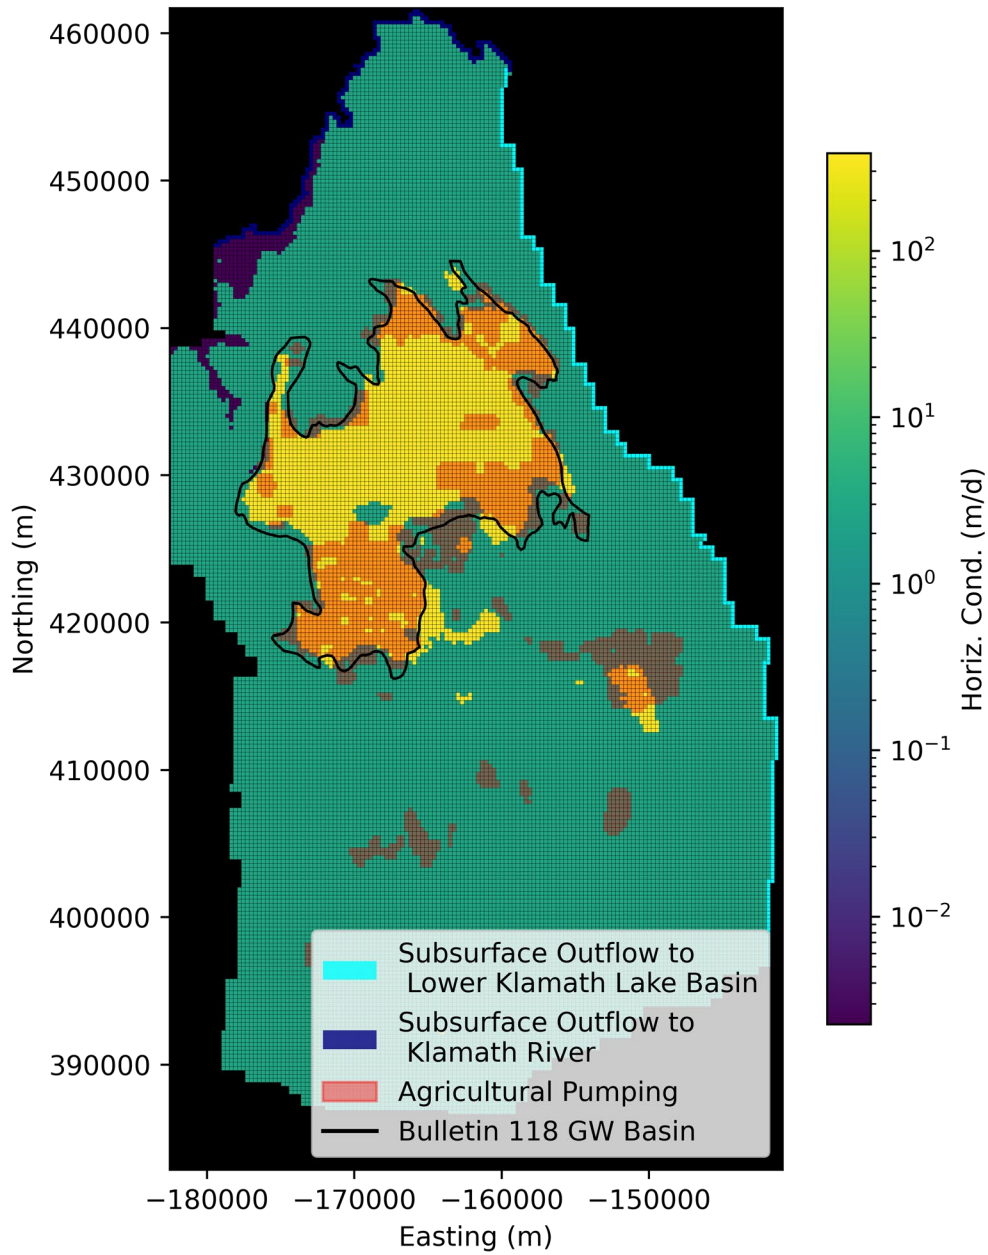 460000
450000
440000
430000
420000
410000
400000
390000
Northing (m)
−180000
−170000
−160000
−150000
Easting (m)
10²
10¹
10⁰
10⁻¹
10⁻²
Horiz. Cond. (m/d)
Subsurface Outflow to
Lower Klamath Lake Basin
Subsurface Outflow to
Klamath River
Agricultural Pumping
Bulletin 118 GW Basin